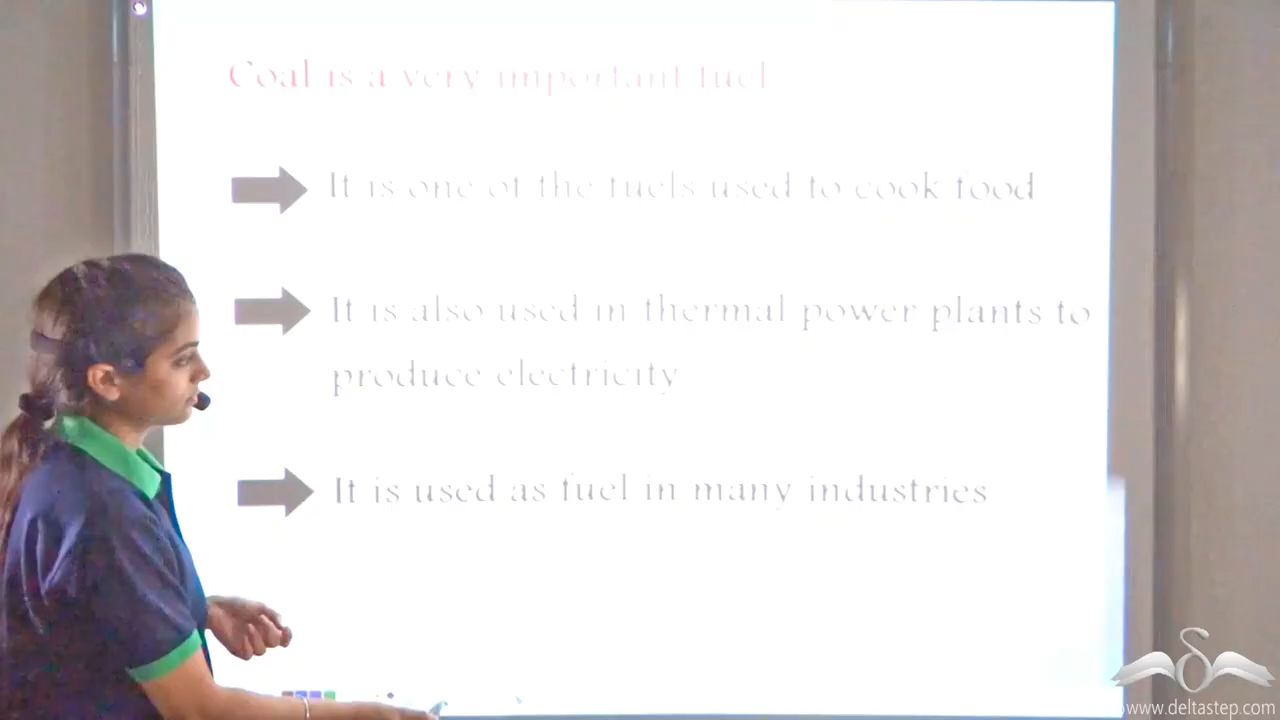 Coal is a very important fuel
It is one of the fuels used to cook food
It is also used in thermal power plants to
produce electricity
It is used as fuel in many industries
www.deltastep.com